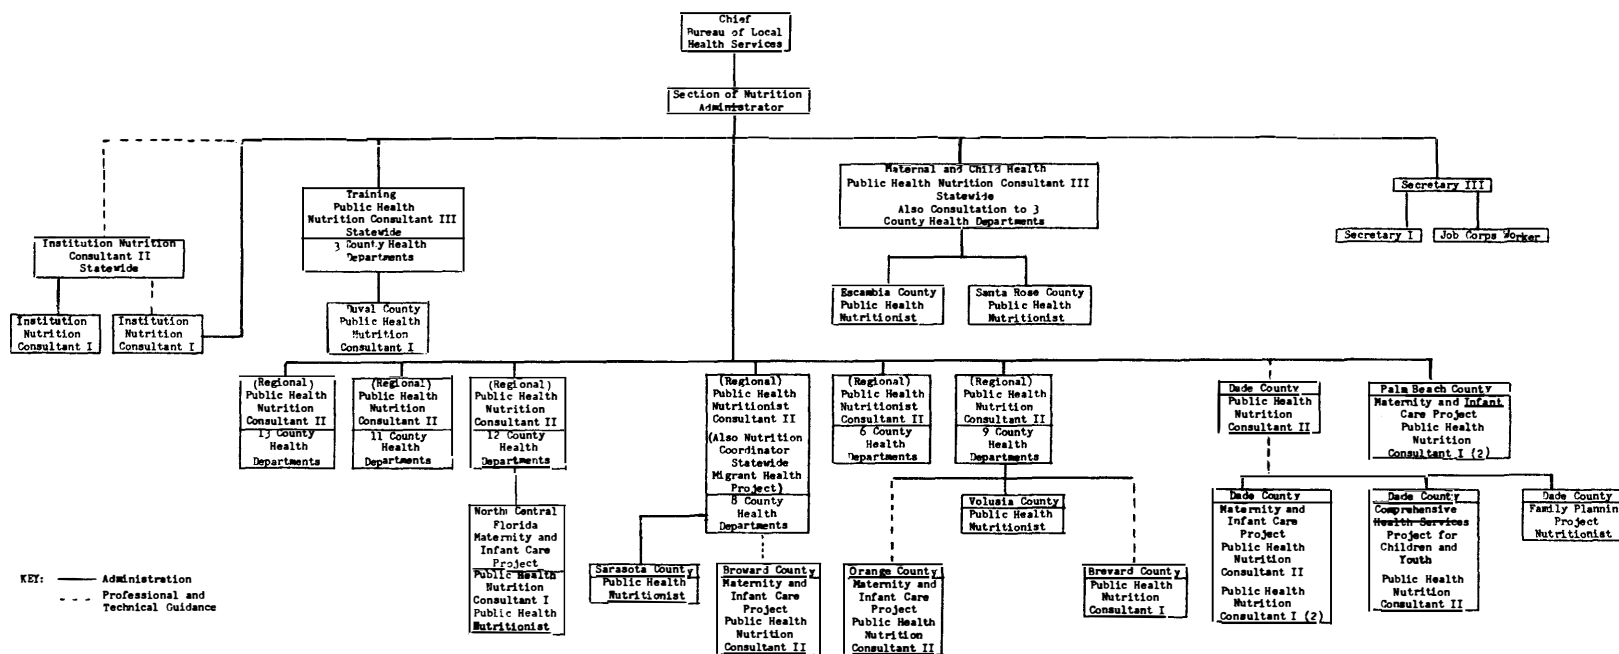 Chief
Bureau of Local
Health Services
Section of Nutrition
Administrator
Maternal and Child Health
Public Health Nutrition Consultant III
Statewide
Also Consultation to 3
County Health Departments
Training
Public Health
Nutrition Consultant III
Statewide
3 County Health
Departments
Secretary III
Secretary I
Job Corps Worker
Institution Nutrition
Consultant II
Statewide
Institution
Nutrition
Consultant I
Institution
Nutrition
Consultant I
Duval County
Public Health
Nutrition
Consultant I
Escambia County
Public Health
Nutritionist
Santa Rose County
Public Health
Nutritionist
(Regional)
Public Health
Nutrition
Consultant II
13 County
Health
Departments
(Regional)
Public Health
Nutrition
Consultant II
11 County
Health
Departments
(Regional)
Public Health
Nutrition
Consultant II
12 County
Health
Departments
(Regional)
Public Health
Nutritionist
Consultant II
(Also Nutrition
Coordinator
Statewide
Migrant Health
Project)
8 County
Health
Departments
(Regional)
Public Health
Nutritionist
Consultant II
6 County
Health
Departments
(Regional)
Public Health
Nutrition
Consultant II
9 County
Health
Departments
Dade County
Public Health
Nutrition
Consultant II
Palm Beach County
Maternity and Infant
Care Project
Public Health
Nutrition
Consultant I (2)
North Central
Florida
Maternity and
Infant Care
Project
Public Health
Nutrition
Consultant I
Public Health
Nutritionist
Sarasota County
Public Health
Nutritionist
Broward County
Maternity and
Infant Care
Project
Public Health
Nutrition
Consultant II
Orange County
Maternity and
Infant Care
Project
Public Health
Nutrition
Consultant II
Volusia County
Public Health
Nutritionist
Brevard County
Public Health
Nutrition
Consultant I
Dade County
Maternity and
Infant Care
Project
Public Health
Nutrition
Consultant II
Public Health
Nutrition
Consultant I (2)
Dade County
Comprehensive
Health Services
Project for
Children and
Youth
Public Health
Nutrition
Consultant II
Dade County
Family Planning
Project
Nutritionist
KEY:
Administration
Professional and
Technical Guidance